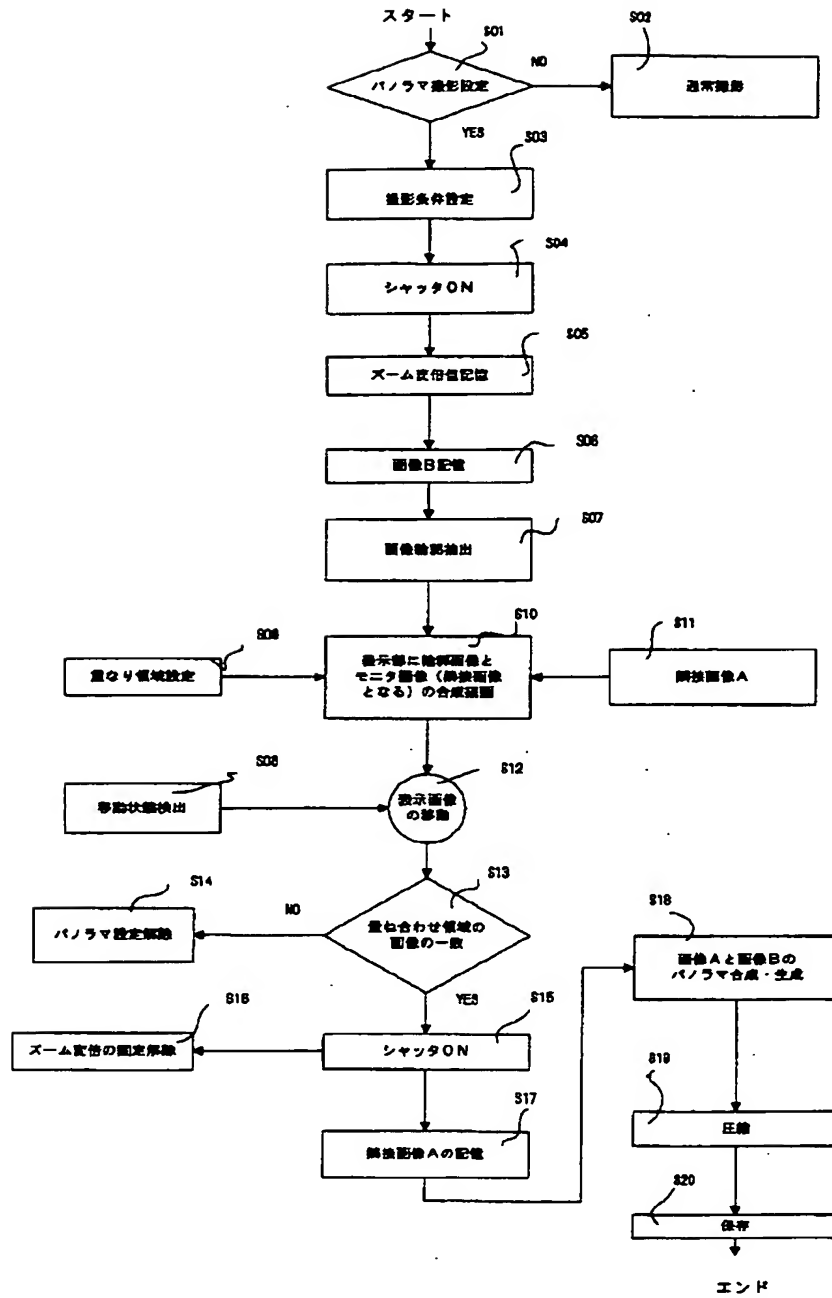 スタート
S01
パノラマ撮影設定
NO
S02
通常撮影
YES
S03
撮影条件設定
S04
シャッタON
S05
ズーム変倍値記憶
S06
画像B記憶
S07
画像輪郭抽出
S10
表示部に輪郭画像と
モニタ画像(隣接画像
となる)の合成描画
重なり領域設定
S11
隣接画像A
移動状態検出
S12
表示画像
の移動
S13
重ね合わせ領域の
画像の一致
NO
S14
パノラマ設定解除
YES
S15
シャッタON
S16
ズーム変倍の固定解除
S17
隣接画像Aの記憶
S18
画像Aと画像Bの
パノラマ合成・生成
S19
圧縮
S20
保存
エンド